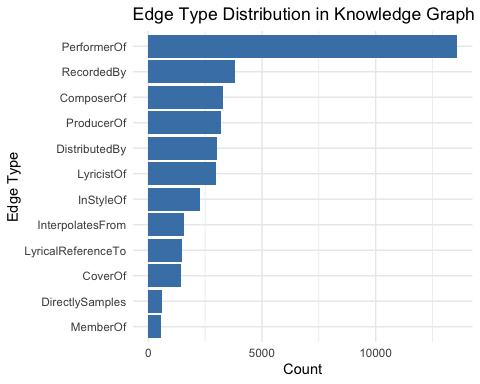 Edge Type Distribution in Knowledge Graph
Edge Type
PerformerOf
RecordedBy
ComposerOf
ProducerOf
DistributedBy
LyricistOf
InStyleOf
InterpolatesFrom
LyricalReferenceTo
CoverOf
DirectlySamples
MemberOf
0 5000 10000
Count